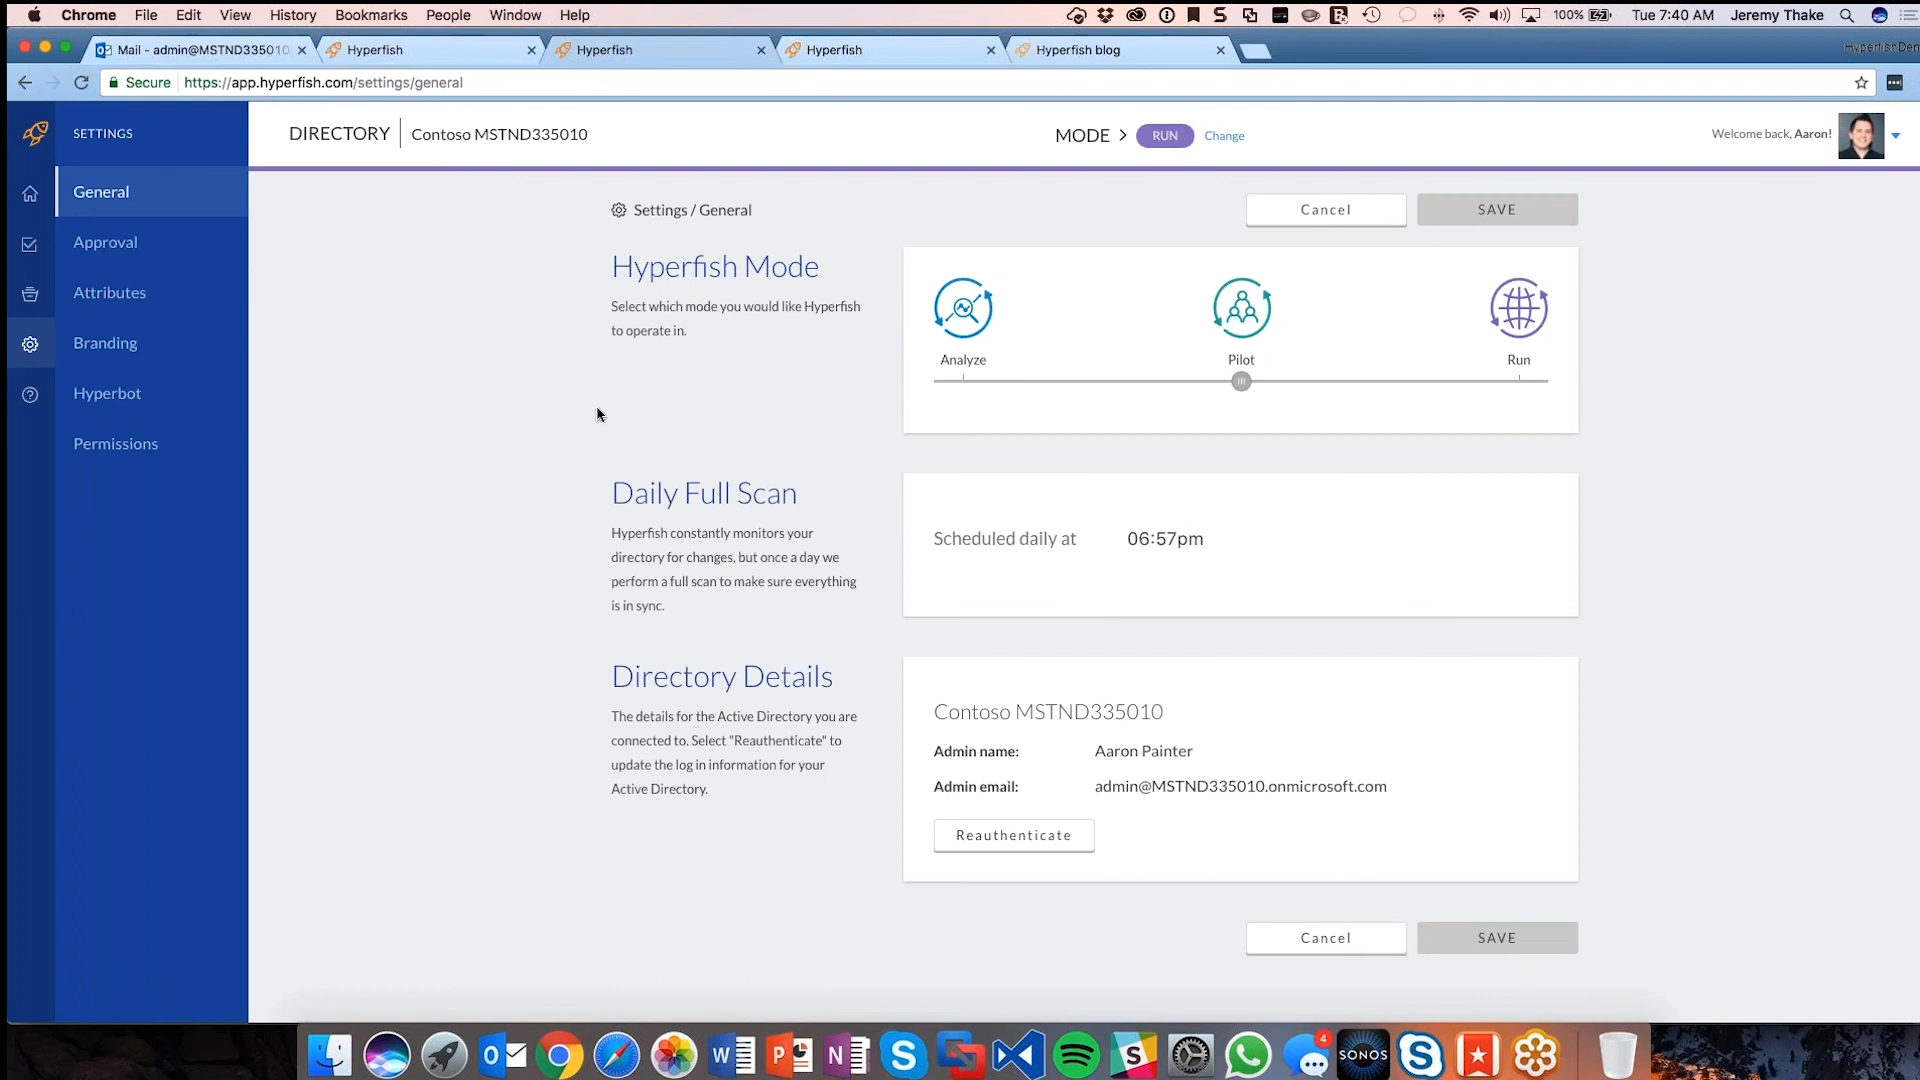 Chrome File Edit View History Bookmarks People Window Help 100% Tue 7:40 AM Jeremy Thake
Mail - admin@MSTND335010 Hyperfish Hyperfish Hyperfish Hyperfish blog
Secure https://app.hyperfish.com/settings/general
SETTINGS
DIRECTORY Contoso MSTND335010 MODE > RUN Change Welcome back, Aaron!
General
Approval
Attributes
Branding
Hyperbot
Permissions
Settings / General Cancel SAVE
Hyperfish Mode
Select which mode you would like Hyperfish
to operate in.
Analyze Pilot Run
Daily Full Scan
Hyperfish constantly monitors your
directory for changes, but once a day we
perform a full scan to make sure everything
is in sync.
Scheduled daily at 06:57pm
Directory Details
The details for the Active Directory you are
connected to. Select "Reauthenticate" to
update the log in information for your
Active Directory.
Contoso MSTND335010
Admin name: Aaron Painter
Admin email: admin@MSTND335010.onmicrosoft.com
Reauthenticate
Cancel SAVE
4
SONOS